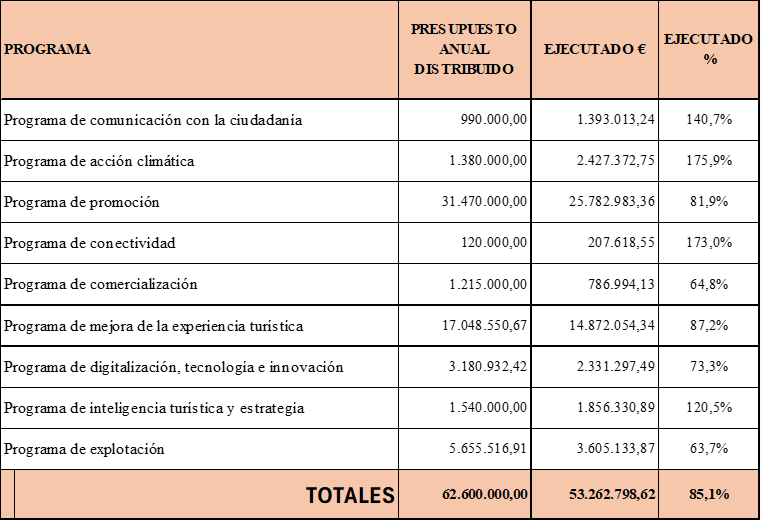 PROGRAMA PRESUPUESTO ANUAL DISTRIBUIDO EJECUTADO € EJECUTADO %
Programa de comunicación con la ciudadanía 990.000,00 1.393.013,24 140,7%
Programa de acción climática 1.380.000,00 2.427.372,75 175,9%
Programa de promoción 31.470.000,00 25.782.983,36 81,9%
Programa de conectividad 120.000,00 207.618,55 173,0%
Programa de comercialización 1.215.000,00 786.994,13 64,8%
Programa de mejora de la experiencia turística 17.048.550,67 14.872.054,34 87,2%
Programa de digitalización, tecnología e innovación 3.180.932,42 2.331.297,49 73,3%
Programa de inteligencia turística y estrategia 1.540.000,00 1.856.330,89 120,5%
Programa de explotación 5.655.516,91 3.605.133,87 63,7%
TOTALES 62.600.000,00 53.262.798,62 85,1%